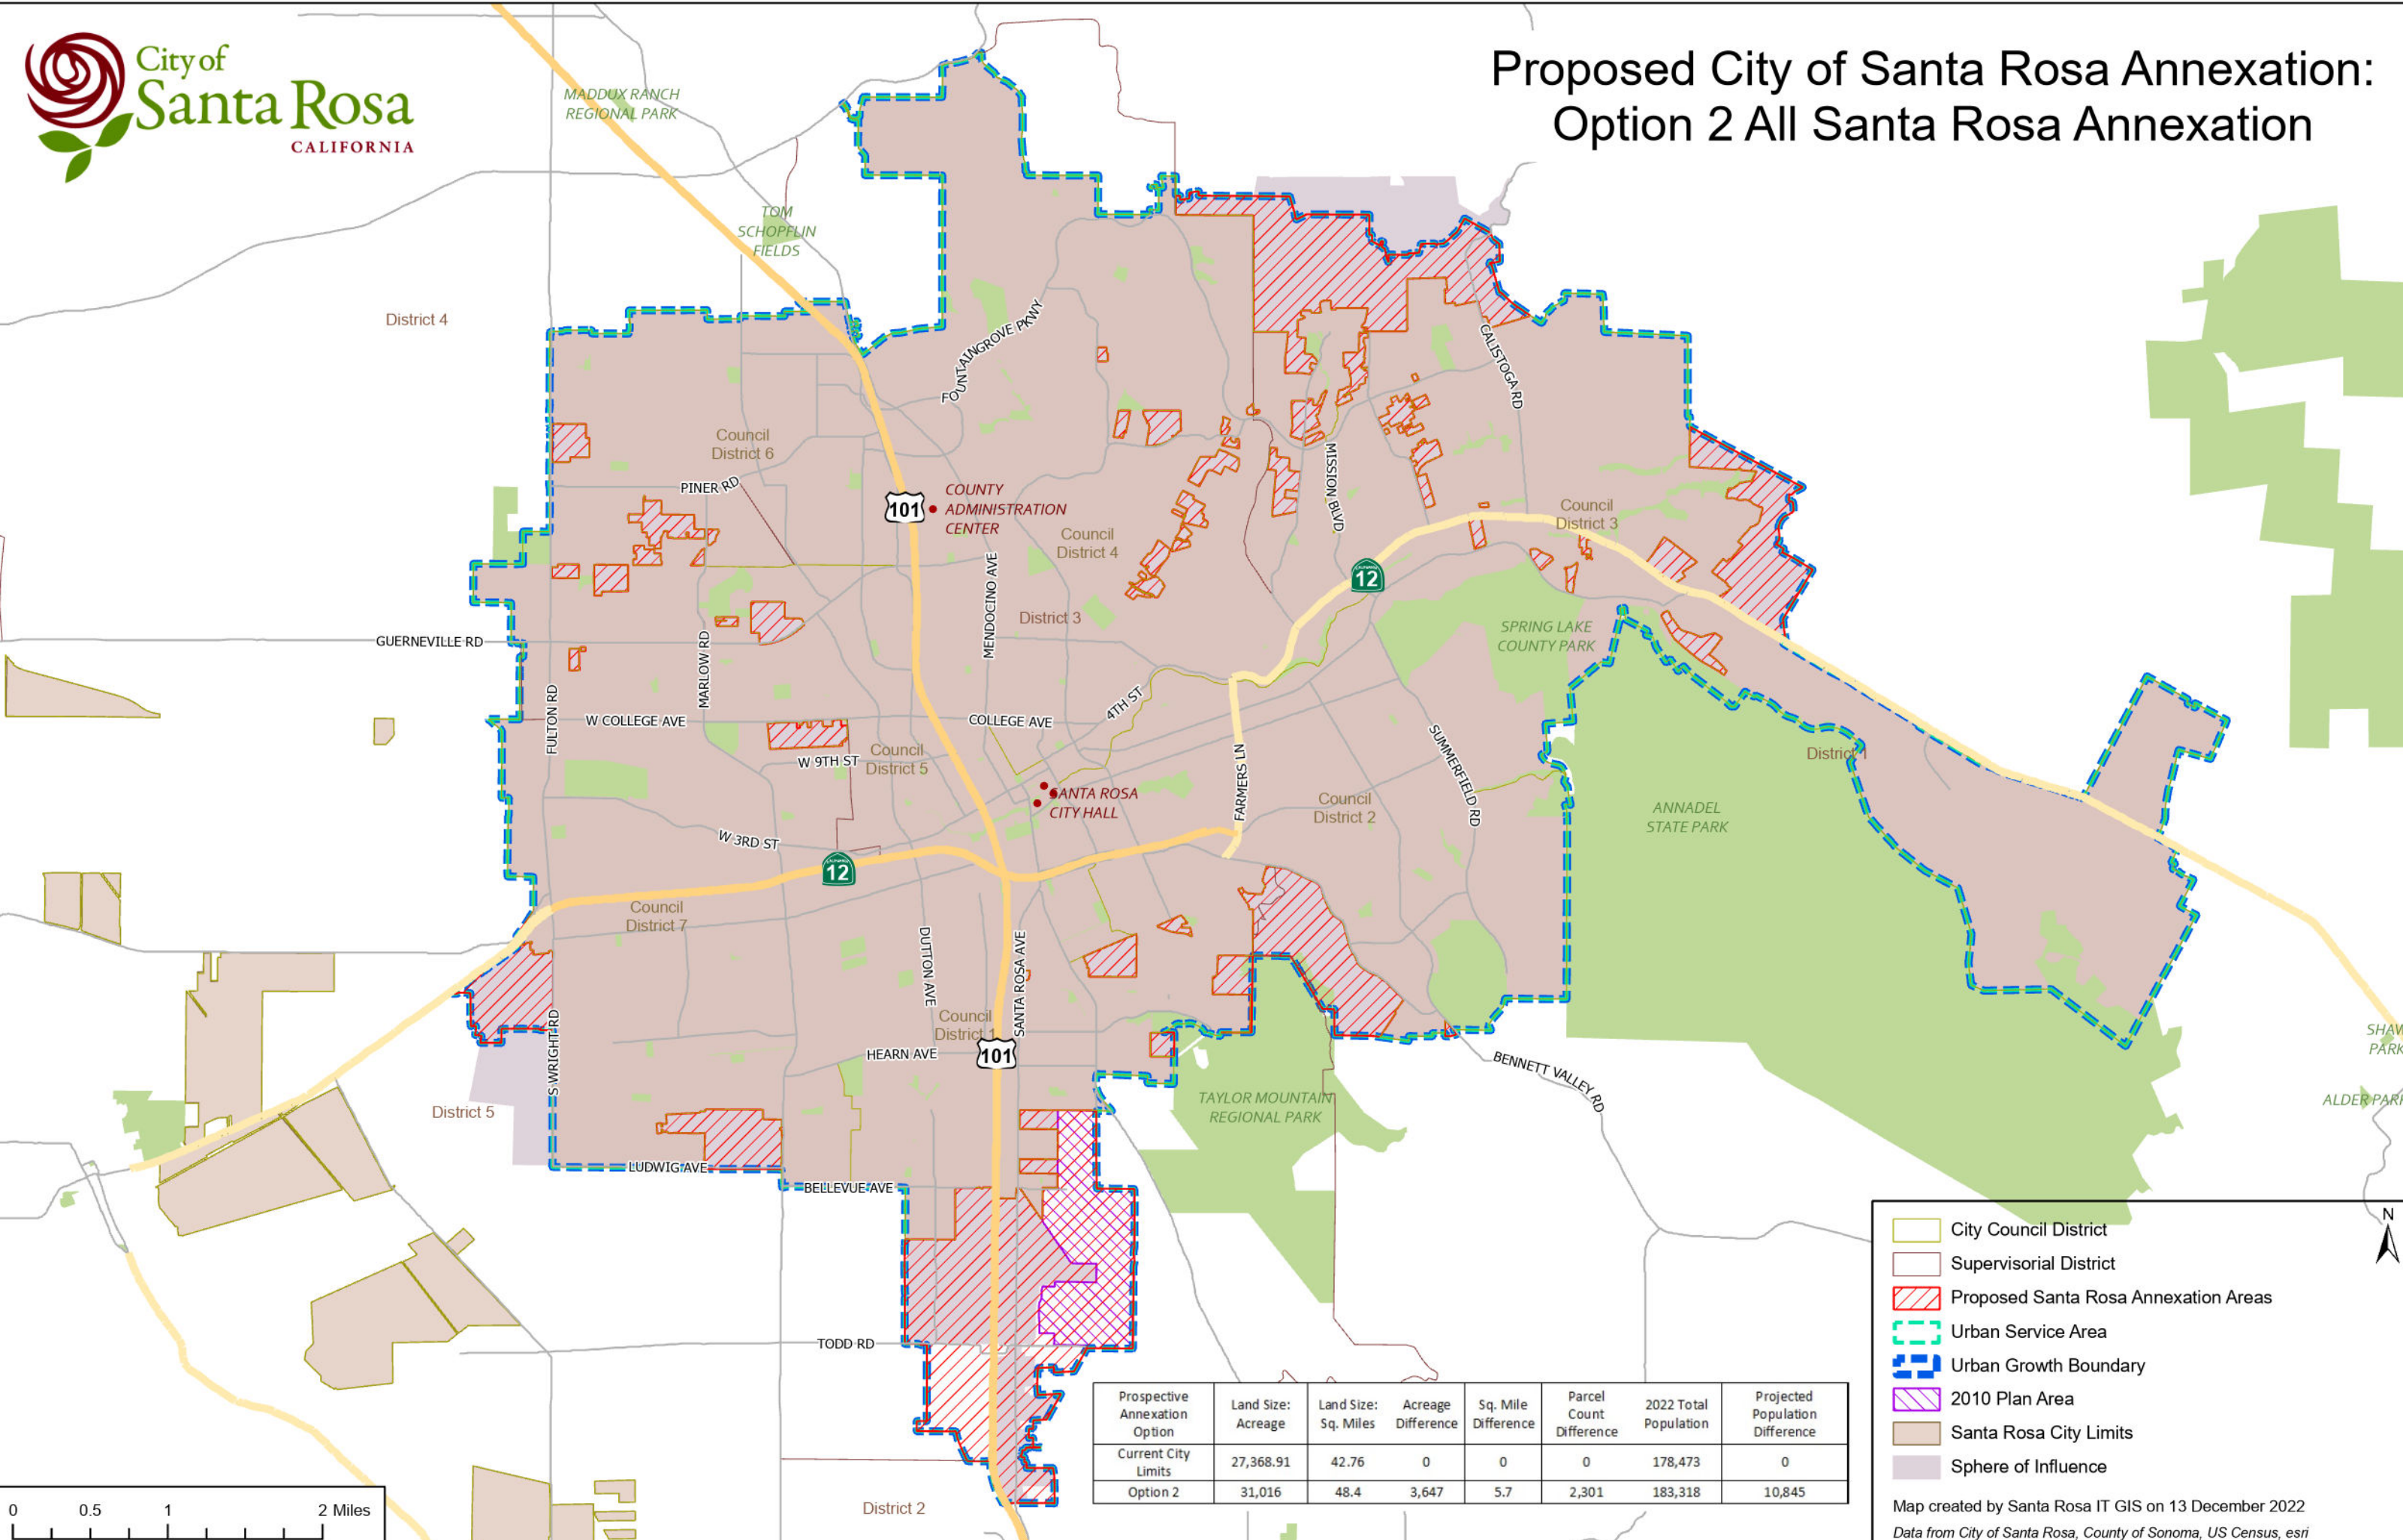 City of
Santa Rosa
CALIFORNIA
Proposed City of Santa Rosa Annexation:
Option 2 All Santa Rosa Annexation
MADDUX RANCH
REGIONAL PARK
TOM
SCHOPFLIN
FIELDS
District 4
FOUNTAINGROVE PKWY
CALISTOGA RD
Council
District 6
PINER RD
101
COUNTY
ADMINISTRATION
CENTER
Council
District 4
MISSION BLVD
Council
District 3
12
MENDOCINO AVE
District 3
GUERNEVILLE RD
MARLOW RD
SPRING LAKE
COUNTY PARK
FULTON RD
W COLLEGE AVE
COLLEGE AVE
4TH ST
SUMMERFIELD RD
District 1
W 9TH ST
Council
District 5
FARMERS LN
SANTA ROSA
CITY HALL
Council
District 2
ANNADEL
STATE PARK
W 3RD ST
12
Council
District 7
DUTTON AVE
SANTA ROSA AVE
Council
District 1
S WRIGHT RD
HEARN AVE
101
BENNETT VALLEY RD
TAYLOR MOUNTAIN
REGIONAL PARK
District 5
LUDWIG AVE
BELLEVUE AVE
TODD RD
District 2
PARK
ALDER PARK
0 0.5 1 2 Miles
Prospective Annexation Option Land Size: Acreage Land Size: Sq. Miles Acreage Difference Sq. Mile Difference Parcel Count Difference 2022 Total Population Projected Population Difference
Current City Limits 27,368.91 42.76 0 0 0 178,473 0
Option 2 31,016 48.4 3,647 5.7 2,301 183,318 10,845
N
City Council District
Supervisorial District
Proposed Santa Rosa Annexation Areas
Urban Service Area
Urban Growth Boundary
2010 Plan Area
Santa Rosa City Limits
Sphere of Influence
Map created by Santa Rosa IT GIS on 13 December 2022
Data from City of Santa Rosa, County of Sonoma, US Census, esri